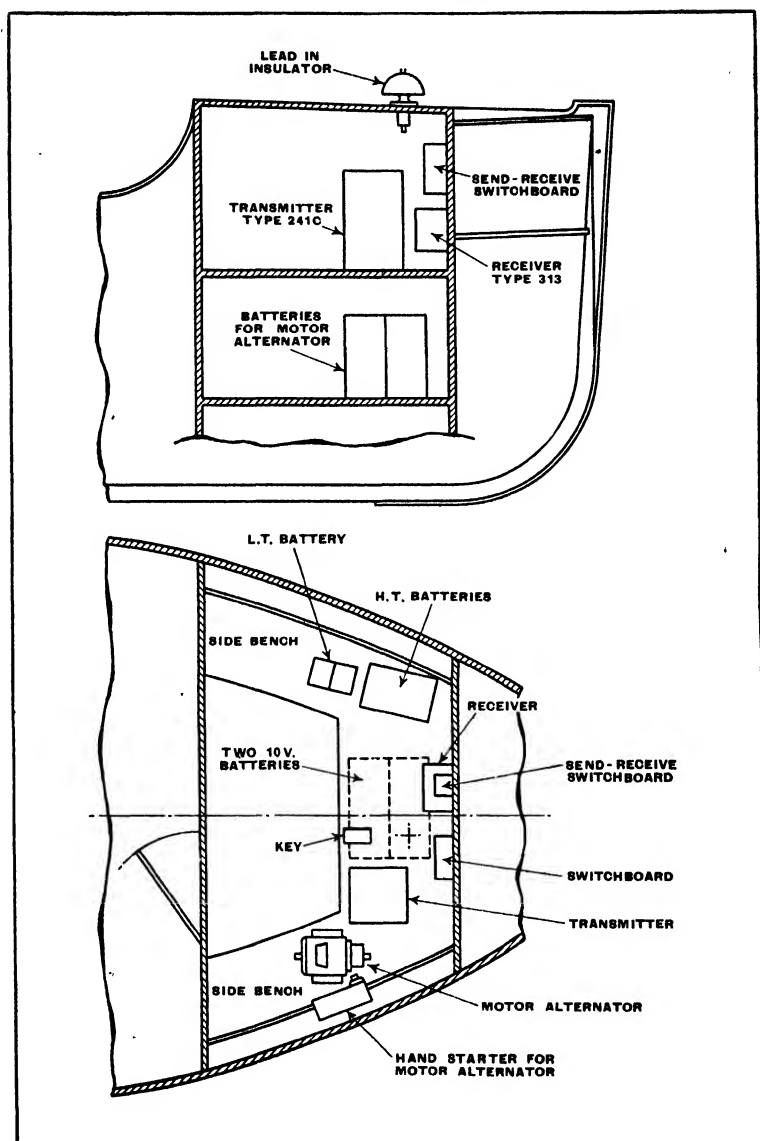 LEAD IN
INSULATOR
SEND-RECEIVE
SWITCHBOARD
TRANSMITTER
TYPE 241C
RECEIVER
TYPE 313
BATTERIES
FOR MOTOR
ALTERNATOR
L.T. BATTERY
H.T. BATTERIES
SIDE BENCH
RECEIVER
TWO 10V.
BATTERIES
SEND-RECEIVE
SWITCHBOARD
KEY
SWITCHBOARD
TRANSMITTER
SIDE BENCH
MOTOR ALTERNATOR
HAND STARTER FOR
MOTOR ALTERNATOR